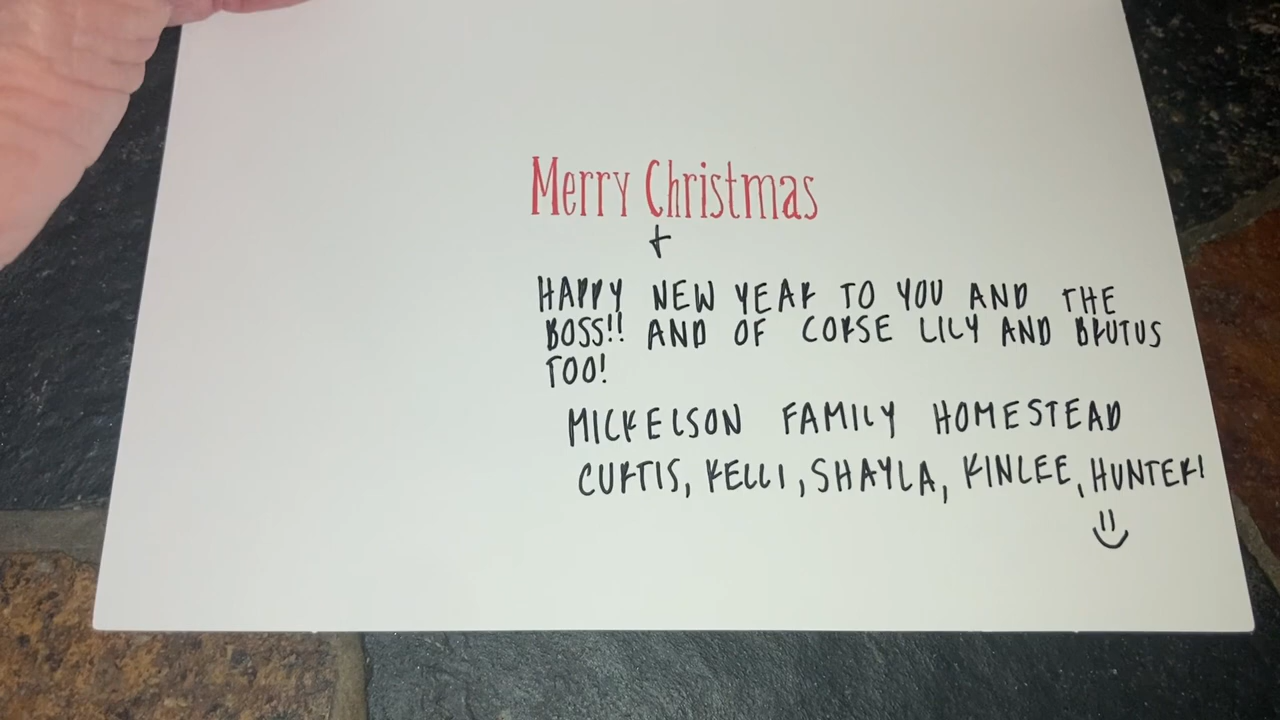 Merry Christmas
+
HAPPY NEW YEAR TO YOU AND THE
BOSS!! AND OF CORSE LILY AND BRUTUS
TOO!
MICKELSON FAMILY HOMESTEAD
CURTIS, KELLI, SHAYLA, KINLEE, HUNTER!